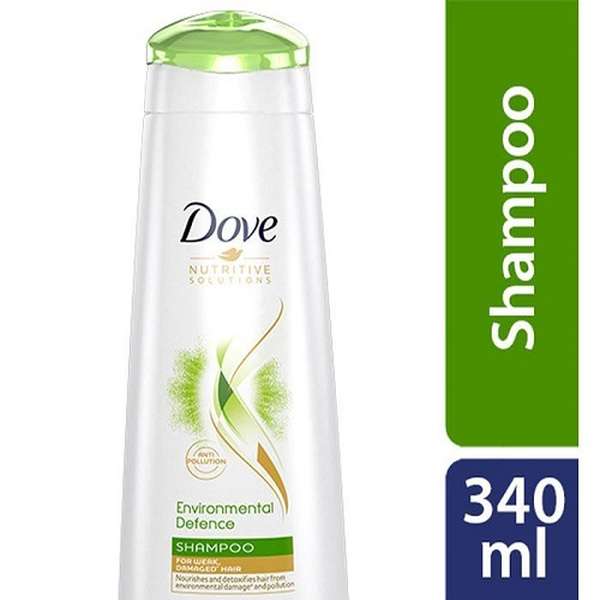 Dove
NUTRITIVE
SOLUTIONS
ANTI
POLLUTION
Environmental
Defence
SHAMPOO
FOR WEAK,
DAMAGED* HAIR
Nourishes and detoxifies hair from
environmental damage* and pollution
Shampoo
340
ml